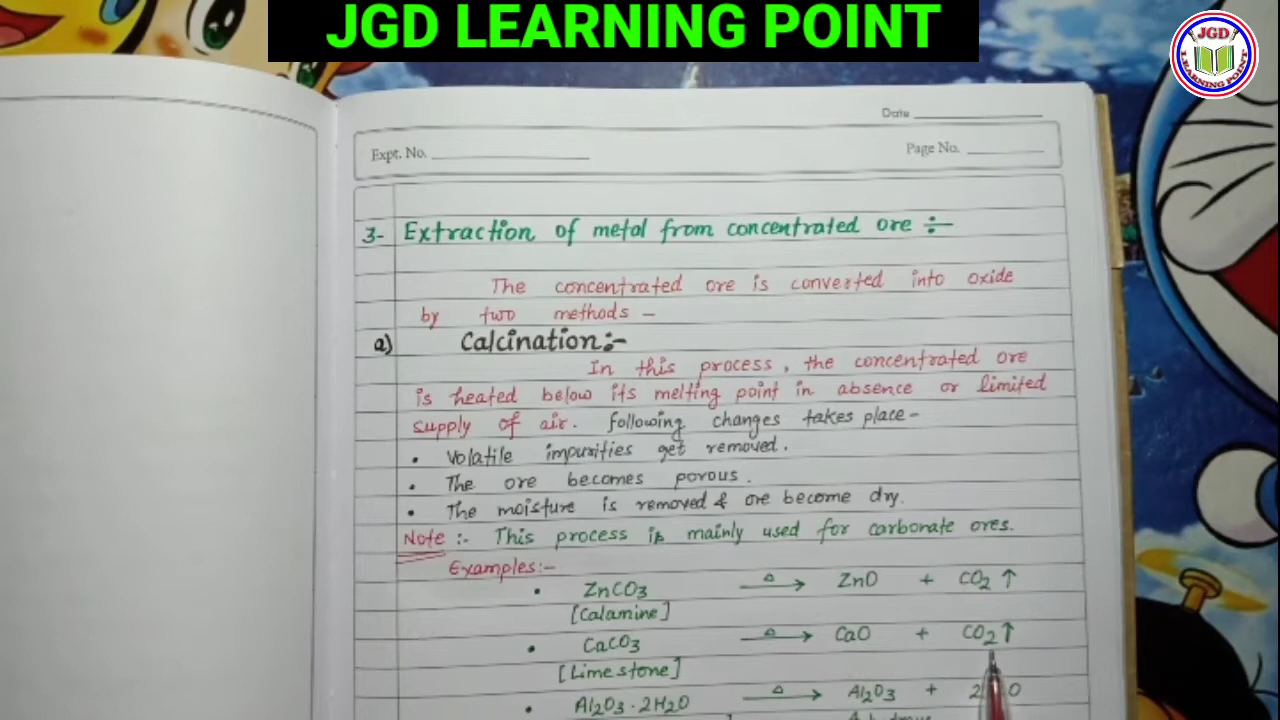 JGD LEARNING POINT
JGD
LEARNING POINT
Date
Expt. No.
Page No.
3- Extraction of metal from concentrated ore :-
The concentrated ore is converted into oxide
by two methods -
a) Calcination:-
In this process, the concentrated ore
is heated below its melting point in absence or limited
supply of air. following changes takes place-
• Volatile impurities get removed.
• The ore becomes porous.
• The moisture is removed & ore become dry.
Note :- This process is mainly used for carbonate ores.
Examples:-
• ZnCO3 Δ→ ZnO + CO2 ↑
[Calamine]
• CaCO3 Δ→ CaO + CO2 ↑
[Limestone]
• Al2O3·2H2O Δ→ Al2O3 + 2 O